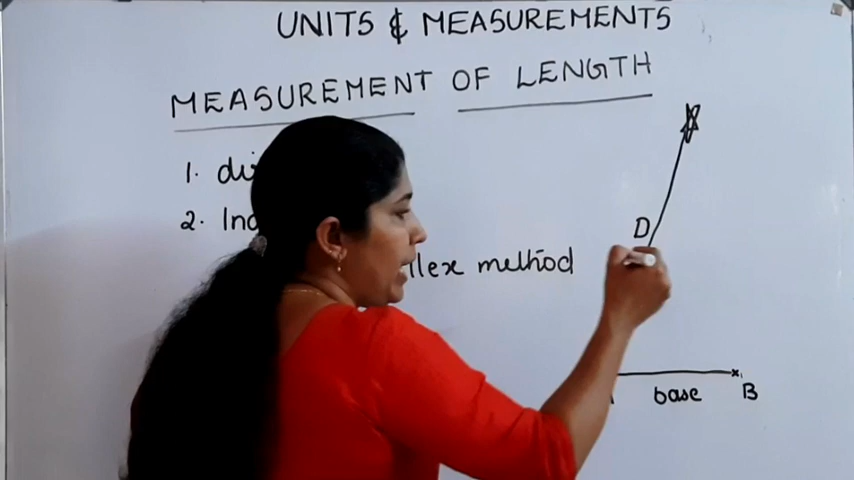 UNITS & MEASUREMENTS
MEASUREMENT OF LENGTH
1.
2.
method
D
base
B